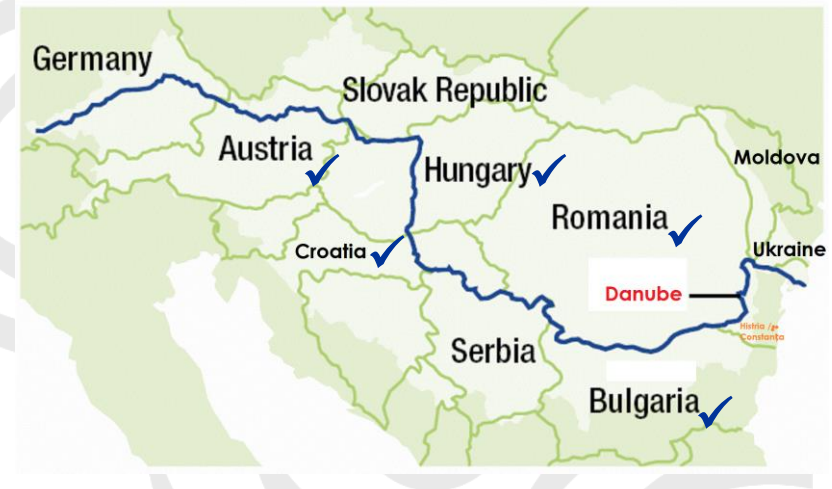 Germany
Slovak Republic
Austria
Hungary
Moldova
Romania
Croatia
Ukraine
Danube
Histria /
Constanța
Serbia
Bulgaria